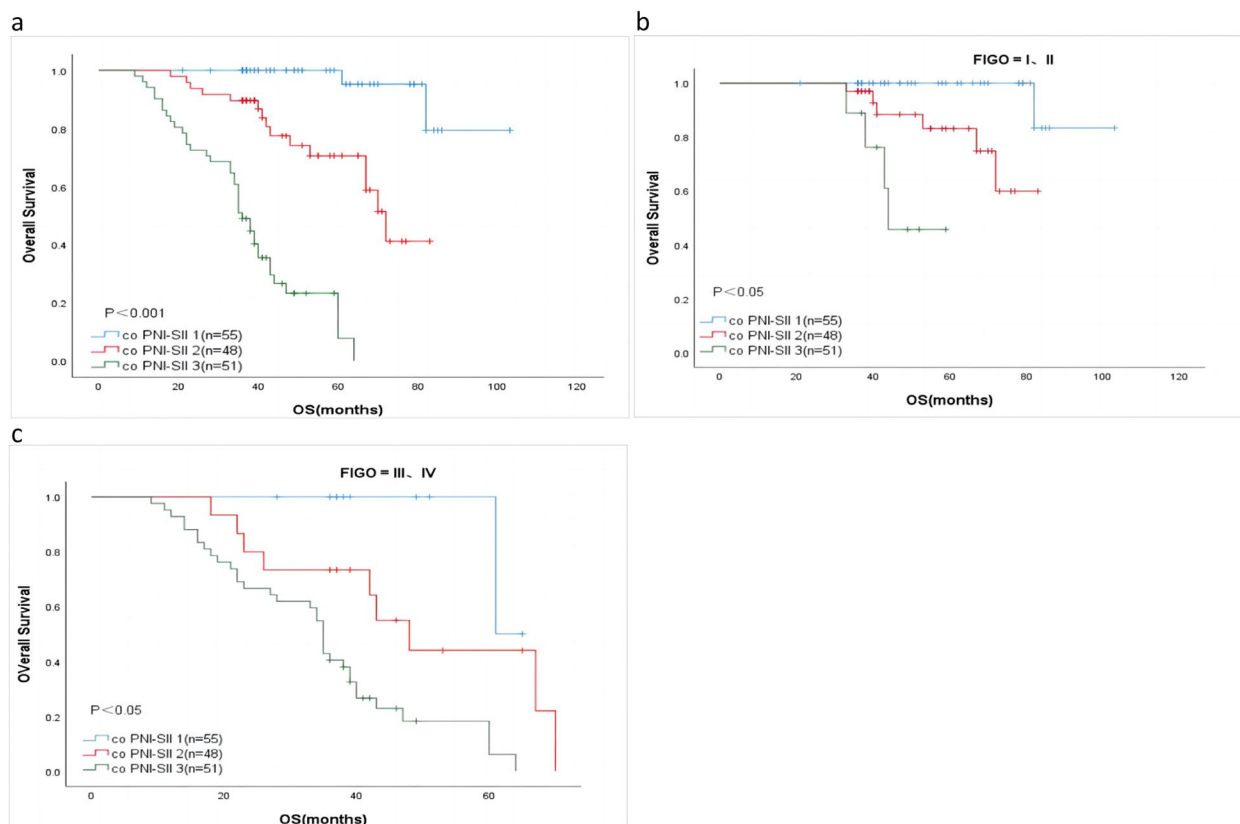 a
1.0
0.8
0.6
0.4
0.2
0.0
Overall Survival
P<0.001
co PNI-SII 1(n=55)
co PNI-SII 2(n=48)
co PNI-SII 3(n=51)
0 20 40 60 80 100 120
OS(months)
b
FIGO = I、II
1.0
0.8
0.6
0.4
0.2
0.0
Overall Survival
P<0.05
co PNI-SII 1(n=55)
co PNI-SII 2(n=48)
co PNI-SII 3(n=51)
0 20 40 60 80 100 120
OS(months)
c
FIGO = III、IV
1.0
0.8
0.6
0.4
0.2
0.0
OVerall Survival
P<0.05
co PNI-SII 1(n=55)
co PNI-SII 2(n=48)
co PNI-SII 3(n=51)
0 20 40 60
OS(months)